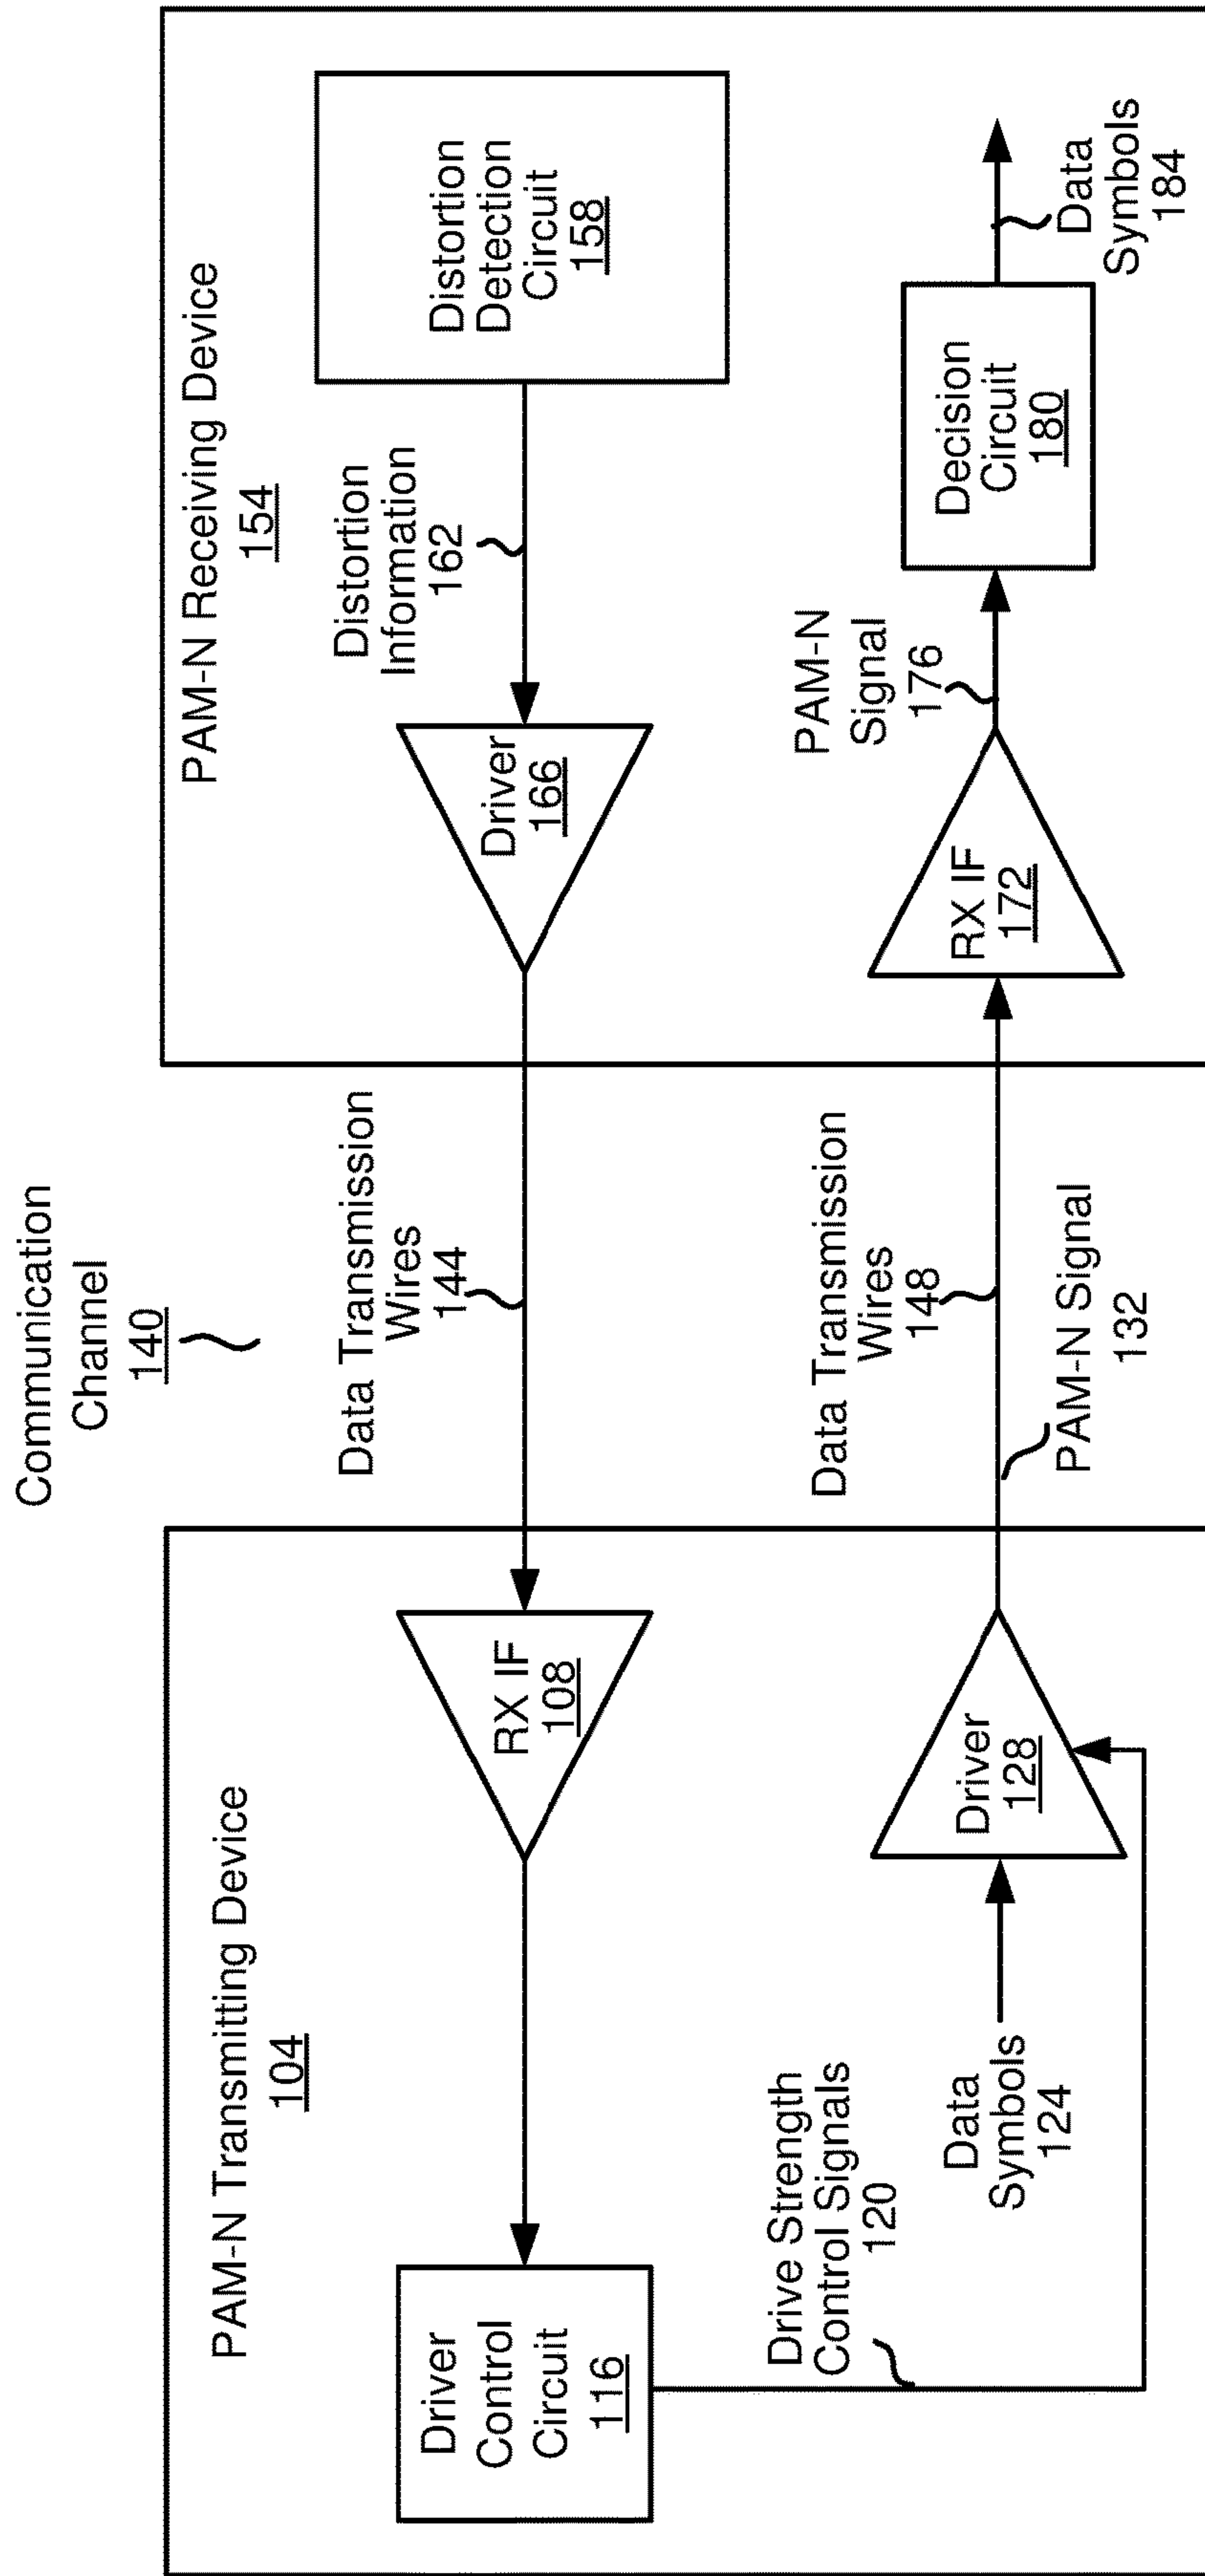 Communication
Channel
140
PAM-N Transmitting Device
104
PAM-N Receiving Device
154
Driver
Control
Circuit
116
RX IF
108
Data Transmission
Wires
144
Driver
166
Distortion
Information
162
Distortion
Detection
Circuit
158
Drive Strength
Control Signals
120
Data
Symbols
124
Driver
128
Data Transmission
Wires
148
PAM-N Signal
132
RX IF
172
PAM-N
Signal
176
Decision
Circuit
180
Data
Symbols
184